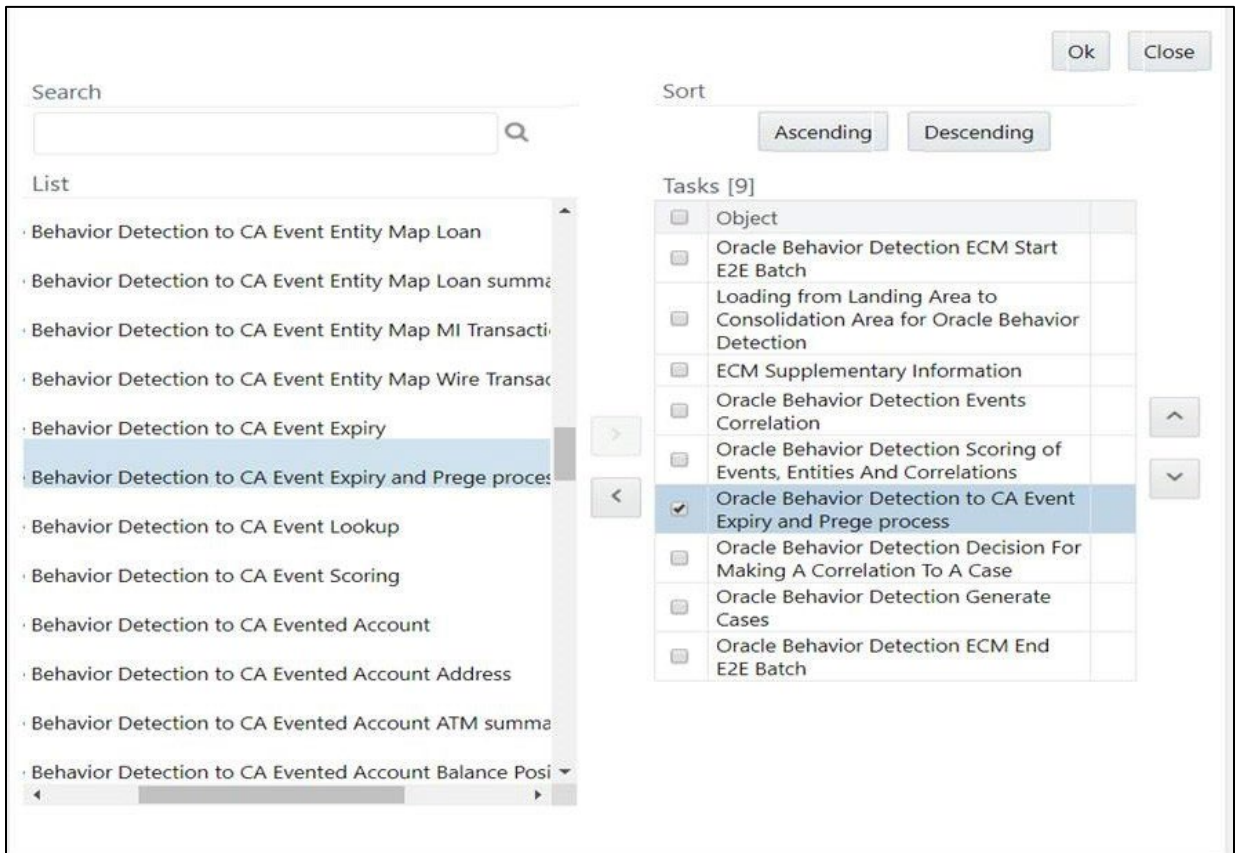 Ok Close
Search
Sort
Ascending Descending
List
Tasks [9]
Behavior Detection to CA Event Entity Map Loan
Behavior Detection to CA Event Entity Map Loan summa
Behavior Detection to CA Event Entity Map MI Transacti
Behavior Detection to CA Event Entity Map Wire Transac
Behavior Detection to CA Event Expiry
Behavior Detection to CA Event Expiry and Prege proces
Behavior Detection to CA Event Lookup
Behavior Detection to CA Event Scoring
Behavior Detection to CA Evented Account
Behavior Detection to CA Evented Account Address
Behavior Detection to CA Evented Account ATM summa
Behavior Detection to CA Evented Account Balance Posi
Object
Oracle Behavior Detection ECM Start
E2E Batch
Loading from Landing Area to
Consolidation Area for Oracle Behavior
Detection
ECM Supplementary Information
Oracle Behavior Detection Events
Correlation
Oracle Behavior Detection Scoring of
Events, Entities And Correlations
Oracle Behavior Detection to CA Event
Expiry and Prege process
Oracle Behavior Detection Decision For
Making A Correlation To A Case
Oracle Behavior Detection Generate
Cases
Oracle Behavior Detection ECM End
E2E Batch